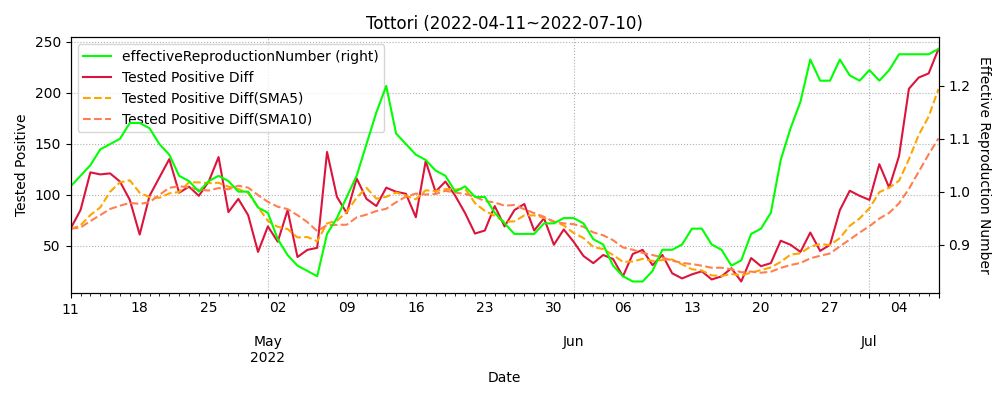 Tottori (2022-04-11~2022-07-10)
effectiveReproductionNumber (right)
Tested Positive Diff
Tested Positive Diff(SMA5)
Tested Positive Diff(SMA10)
Tested Positive
250
200
150
100
50
Effective Reproduction Number
1.2
1.1
1.0
0.9
11 18 25 02 09 16 23 30 06 13 20 27 04
May Jun Jul
2022
Date